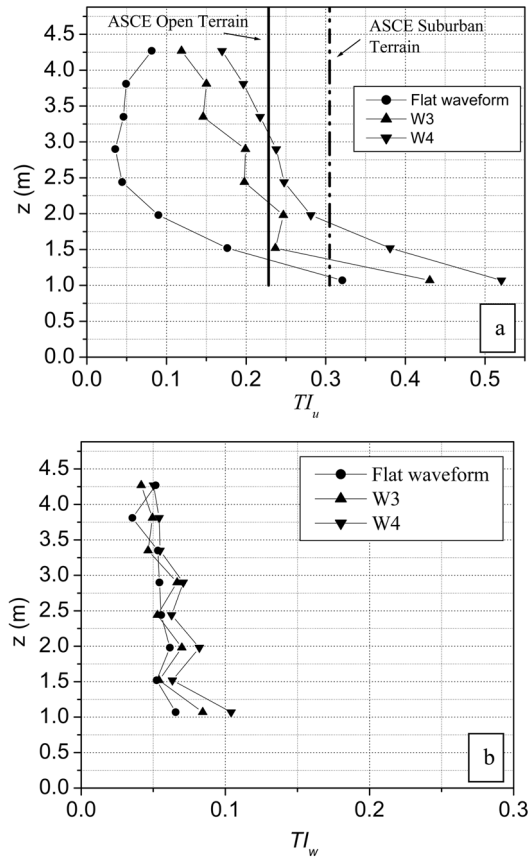 ASCE Open Terrain
ASCE Suburban
Terrain
4.5
4.0
3.5
3.0
2.5
2.0
1.5
1.0
0.5
0.0
z (m)
Flat waveform
W3
W4
a
0.0 0.1 0.2 0.3 0.4 0.5
TI_u
4.5
4.0
3.5
3.0
2.5
2.0
1.5
1.0
0.5
0.0
z (m)
Flat waveform
W3
W4
b
0.0 0.1 0.2 0.3
TI_w